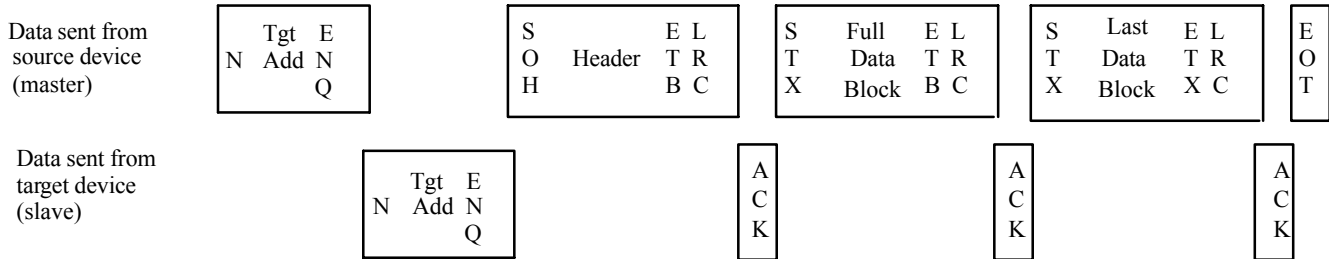 Data sent from
source device
(master)
Tgt E
N Add N
Q
S E L
O Header T R
H B C
S Full E L
T Data T R
X Block B C
S Last E L
T Data T R
X Block X C
E
O
T
Data sent from
target device
(slave)
Tgt E
N Add N
Q
A
C
K
A
C
K
A
C
K